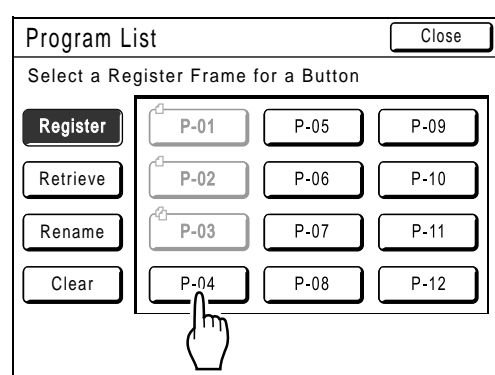 Program List Close
Select a Register Frame for a Button
Register P-01 P-05 P-09
Retrieve P-02 P-06 P-10
Rename P-03 P-07 P-11
Clear P-04 P-08 P-12